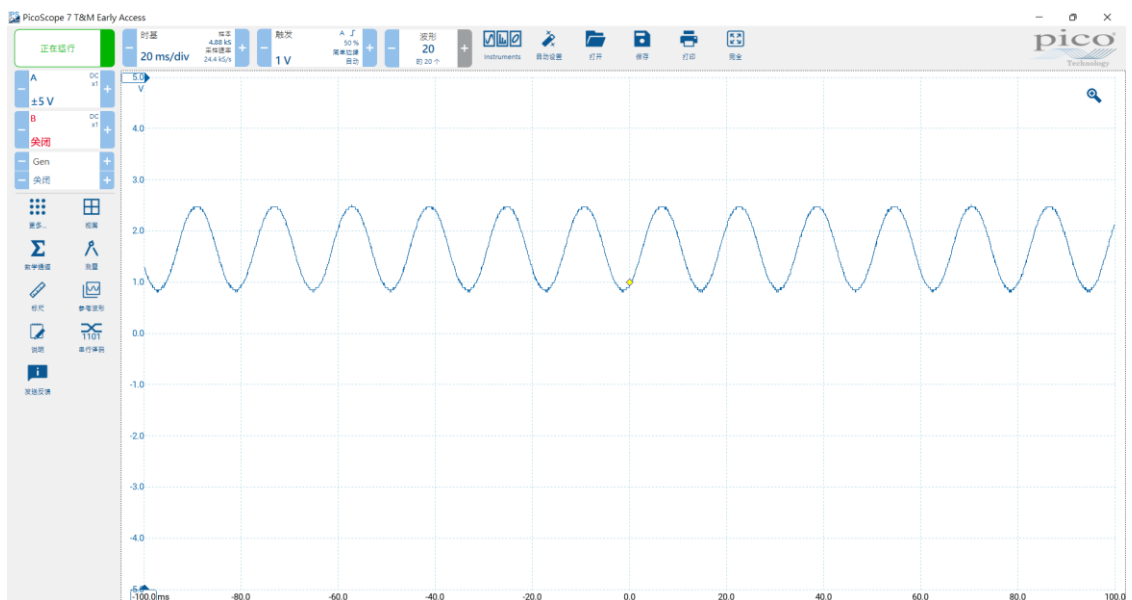 PicoScope 7 T&M Early Access
正在运行
时基
20 ms/div
样本
4.88 kS
采样速率
24.4 kS/s
触发
1 V
A
50 %
简单边缘
自动
波形
20
的 20 个
Instruments
自动设置
打开
保存
打印
完全
pico
Technology
A
DC
x1
±5 V
B
DC
x1
关闭
Gen
关闭
更多...
视图
数学通道
测量
标尺
参考波形
说明
1101
串行译码
发送反馈
5.0
V
4.0
3.0
2.0
1.0
0.0
-1.0
-2.0
-3.0
-4.0
-5.0
-100.0 ms
-80.0
-60.0
-40.0
-20.0
0.0
20.0
40.0
60.0
80.0
100.0